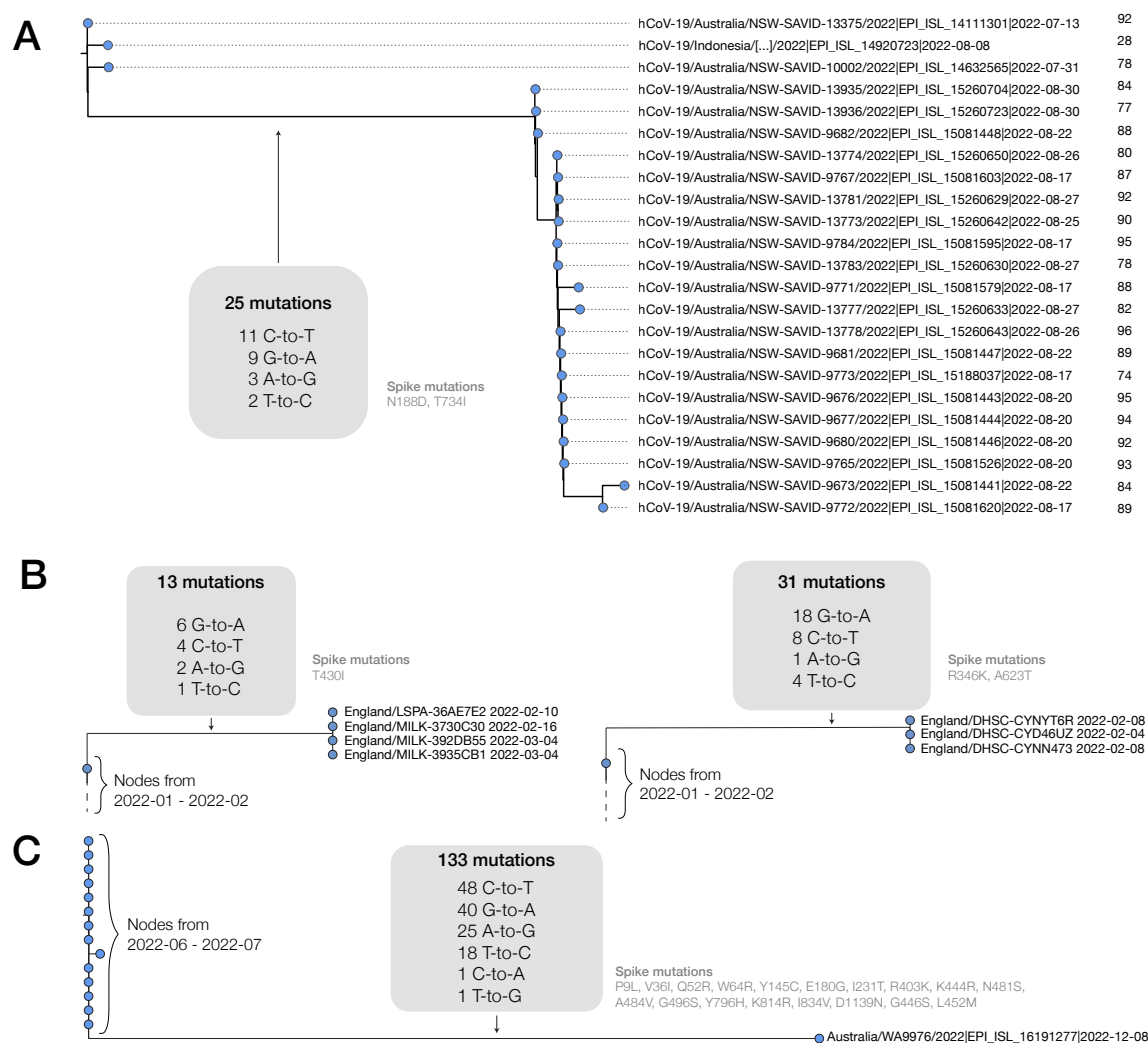 A
hCoV-19/Australia/NSW-SAVID-13375/2022|EPI_ISL_14111301|2022-07-13 92
hCoV-19/Indonesia/[...]/2022|EPI_ISL_14920723|2022-08-08 28
hCoV-19/Australia/NSW-SAVID-10002/2022|EPI_ISL_14632565|2022-07-31 78
hCoV-19/Australia/NSW-SAVID-13935/2022|EPI_ISL_15260704|2022-08-30 84
hCoV-19/Australia/NSW-SAVID-13936/2022|EPI_ISL_15260723|2022-08-30 77
hCoV-19/Australia/NSW-SAVID-9682/2022|EPI_ISL_15081448|2022-08-22 88
hCoV-19/Australia/NSW-SAVID-13774/2022|EPI_ISL_15260650|2022-08-26 80
hCoV-19/Australia/NSW-SAVID-9767/2022|EPI_ISL_15081603|2022-08-17 87
hCoV-19/Australia/NSW-SAVID-13781/2022|EPI_ISL_15260629|2022-08-27 92
hCoV-19/Australia/NSW-SAVID-13773/2022|EPI_ISL_15260642|2022-08-25 90
hCoV-19/Australia/NSW-SAVID-9784/2022|EPI_ISL_15081595|2022-08-17 95
hCoV-19/Australia/NSW-SAVID-13783/2022|EPI_ISL_15260630|2022-08-27 78
hCoV-19/Australia/NSW-SAVID-9771/2022|EPI_ISL_15081579|2022-08-17 88
hCoV-19/Australia/NSW-SAVID-13777/2022|EPI_ISL_15260633|2022-08-27 82
hCoV-19/Australia/NSW-SAVID-13778/2022|EPI_ISL_15260643|2022-08-26 96
hCoV-19/Australia/NSW-SAVID-9681/2022|EPI_ISL_15081447|2022-08-22 89
hCoV-19/Australia/NSW-SAVID-9773/2022|EPI_ISL_15188037|2022-08-17 74
hCoV-19/Australia/NSW-SAVID-9676/2022|EPI_ISL_15081443|2022-08-20 95
hCoV-19/Australia/NSW-SAVID-9677/2022|EPI_ISL_15081444|2022-08-20 94
hCoV-19/Australia/NSW-SAVID-9680/2022|EPI_ISL_15081446|2022-08-20 92
hCoV-19/Australia/NSW-SAVID-9765/2022|EPI_ISL_15081526|2022-08-20 93
hCoV-19/Australia/NSW-SAVID-9673/2022|EPI_ISL_15081441|2022-08-22 84
hCoV-19/Australia/NSW-SAVID-9772/2022|EPI_ISL_15081620|2022-08-17 89
25 mutations
11 C-to-T
9 G-to-A
3 A-to-G
2 T-to-C
Spike mutations
N188D, T734I
B
13 mutations
6 G-to-A
4 C-to-T
2 A-to-G
1 T-to-C
Spike mutations
T430I
England/LSPA-36AE7E2 2022-02-10
England/MILK-3730C30 2022-02-16
England/MILK-392DB55 2022-03-04
England/MILK-3935CB1 2022-03-04
Nodes from
2022-01 - 2022-02
31 mutations
18 G-to-A
8 C-to-T
1 A-to-G
4 T-to-C
Spike mutations
R346K, A623T
England/DHSC-CYNYT6R 2022-02-08
England/DHSC-CYD46UZ 2022-02-04
England/DHSC-CYNN473 2022-02-08
Nodes from
2022-01 - 2022-02
C
Nodes from
2022-06 - 2022-07
133 mutations
48 C-to-T
40 G-to-A
25 A-to-G
18 T-to-C
1 C-to-A
1 T-to-G
Spike mutations
P9L, V36I, Q52R, W64R, Y145C, E180G, I231T, R403K, K444R, N481S,
A484V, G496S, Y796H, K814R, I834V, D1139N, G446S, L452M
Australia/WA9976/2022|EPI_ISL_16191277|2022-12-08